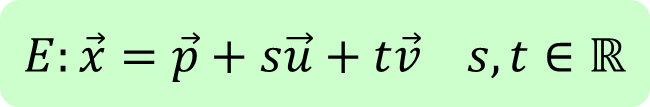 E: x⃗ = p⃗ + su⃗ + tv⃗ s, t ∈ ℝ